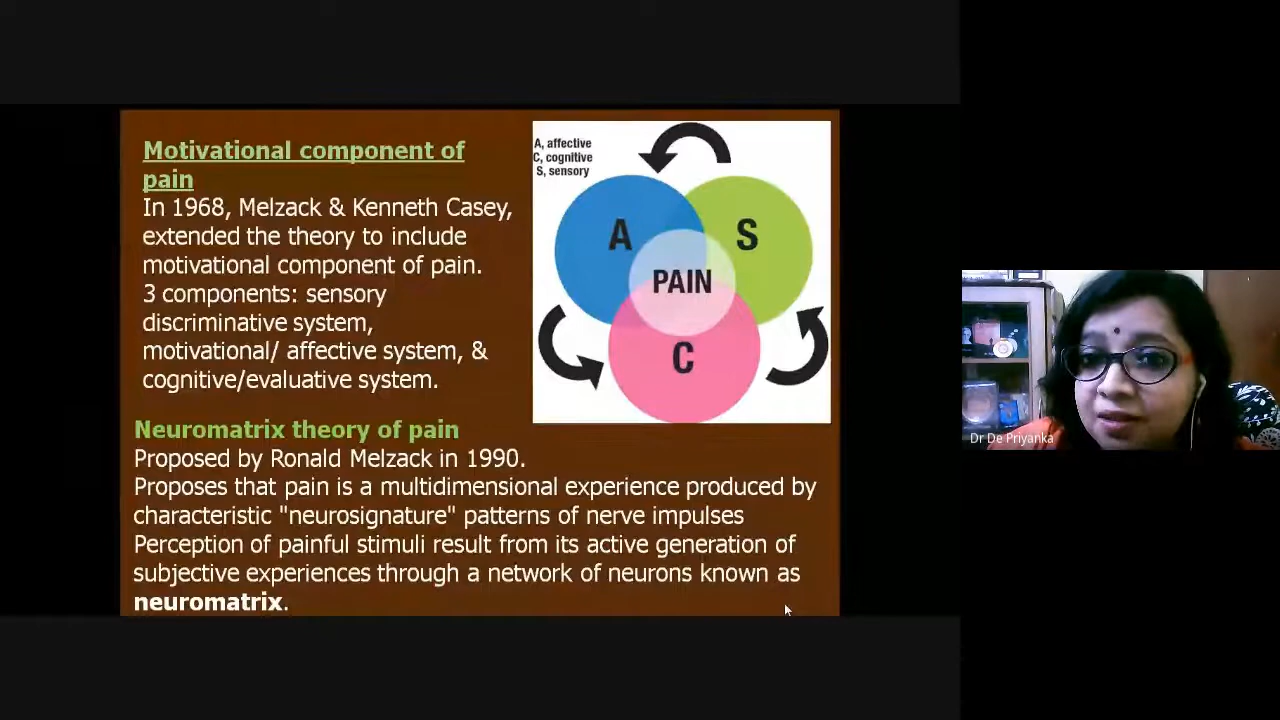 Motivational component of
pain
In 1968, Melzack & Kenneth Casey,
extended the theory to include
motivational component of pain.
3 components: sensory
discriminative system,
motivational/ affective system, &
cognitive/evaluative system.
A, affective
C, cognitive
S, sensory
A
S
PAIN
C
Neuromatrix theory of pain
Proposed by Ronald Melzack in 1990.
Proposes that pain is a multidimensional experience produced by
characteristic "neurosignature" patterns of nerve impulses
Perception of painful stimuli result from its active generation of
subjective experiences through a network of neurons known as
neuromatrix.
Dr De Priyanka